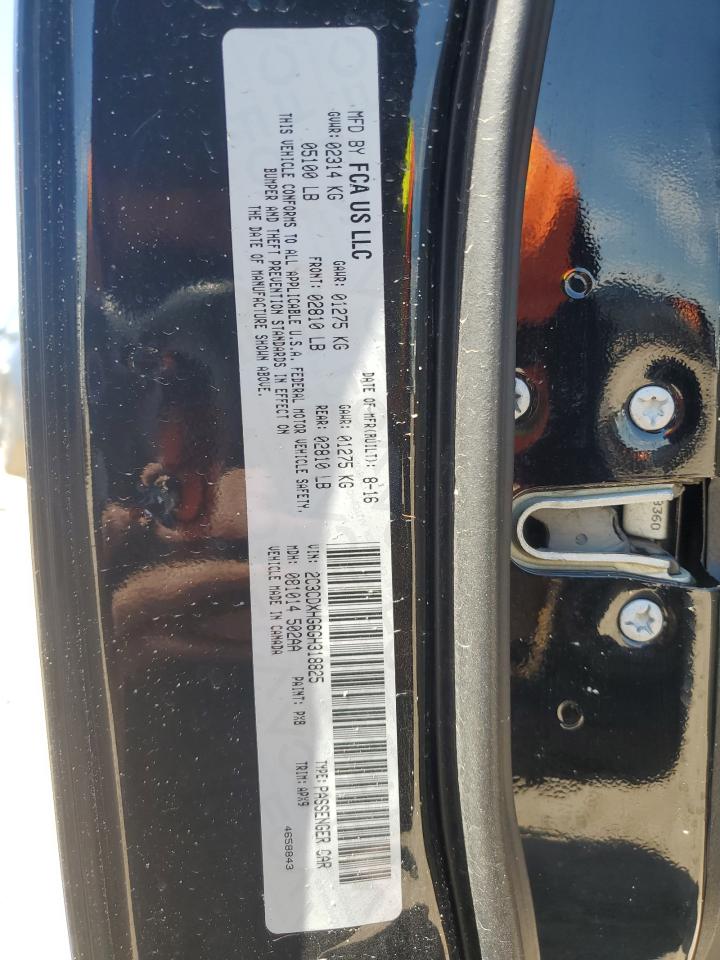 MFD BY FCA US LLC
DATE OF MFR(BUILT): 8-16
GVWR: 02314 KG
GAWR: 01275 KG
GAWR: 01275 KG
05100 LB
FRONT: 02810 LB
REAR: 02810 LB
THIS VEHICLE CONFORMS TO ALL APPLICABLE U.S.A. FEDERAL MOTOR VEHICLE SAFETY,
BUMPER AND THEFT PREVENTION STANDARDS IN EFFECT ON
THE DATE OF MANUFACTURE SHOWN ABOVE.
VIN: 2C3CDXHG6GH318825
TYPE: PASSENGER CAR
MDH: 081014 502AA
PAINT: PX8
TRIM: APX9
VEHICLE MADE IN CANADA
4658843
9360